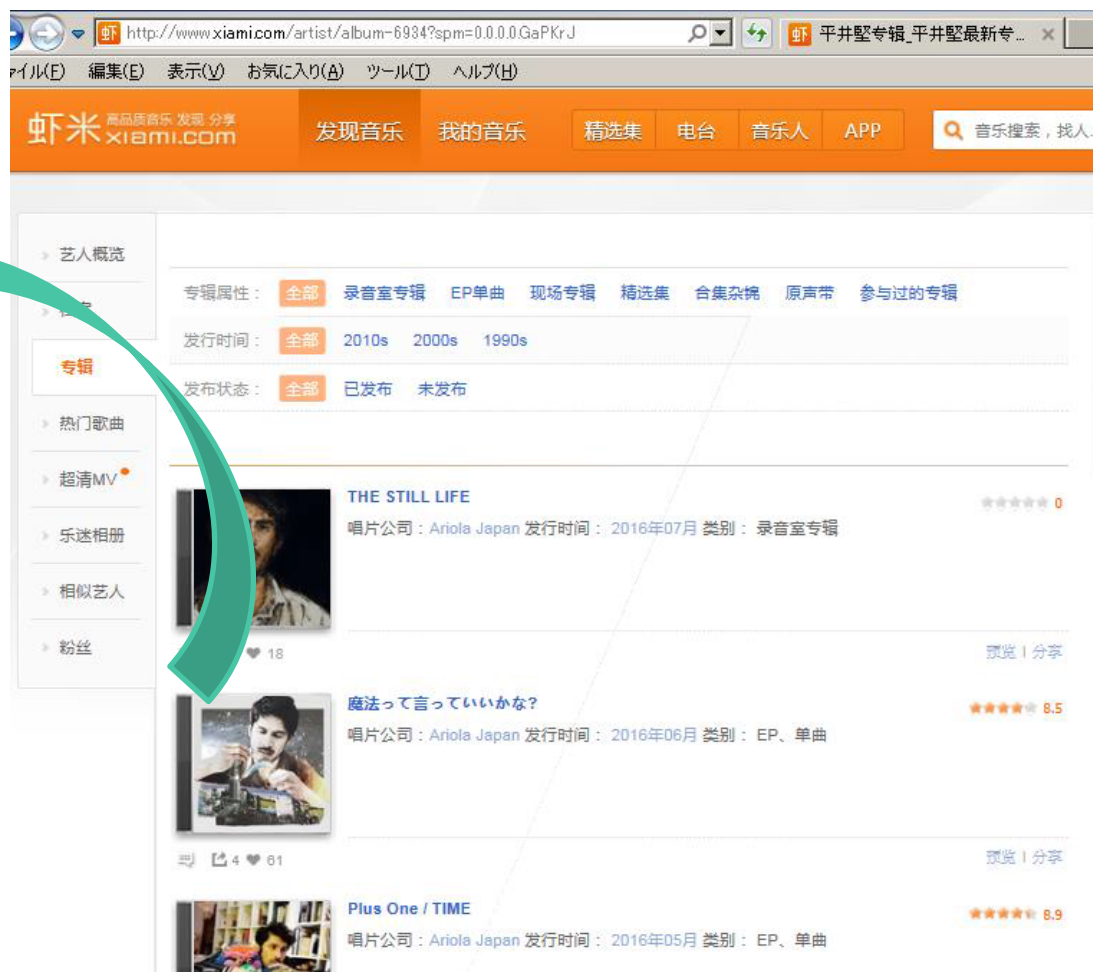 http://www.xiami.com/artist/album-6934?spm=0.0.0.0.GaPKrJ
平井堅专辑_平井堅最新专...
ァイル(F) 編集(E) 表示(V) お気に入り(A) ツール(T) ヘルプ(H)
虾米 高品质音乐 发现 分享
xiami.com
发现音乐 我的音乐 精选集 电台 音乐人 APP 音乐搜索，找人
艺人概览
专辑属性： 全部 录音室专辑 EP单曲 现场专辑 精选集 合集杂锦 原声带 参与过的专辑
发行时间： 全部 2010s 2000s 1990s
专辑
发布状态： 全部 已发布 未发布
热门歌曲
超清MV
乐迷相册
相似艺人
粉丝
THE STILL LIFE
0
唱片公司：Ariola Japan 发行时间： 2016年07月 类别： 录音室专辑
18
预览 | 分享
魔法って言っていいかな?
8.5
唱片公司：Ariola Japan 发行时间： 2016年06月 类别： EP、单曲
4 61
预览 | 分享
Plus One / TIME
8.9
唱片公司：Ariola Japan 发行时间： 2016年05月 类别： EP、单曲